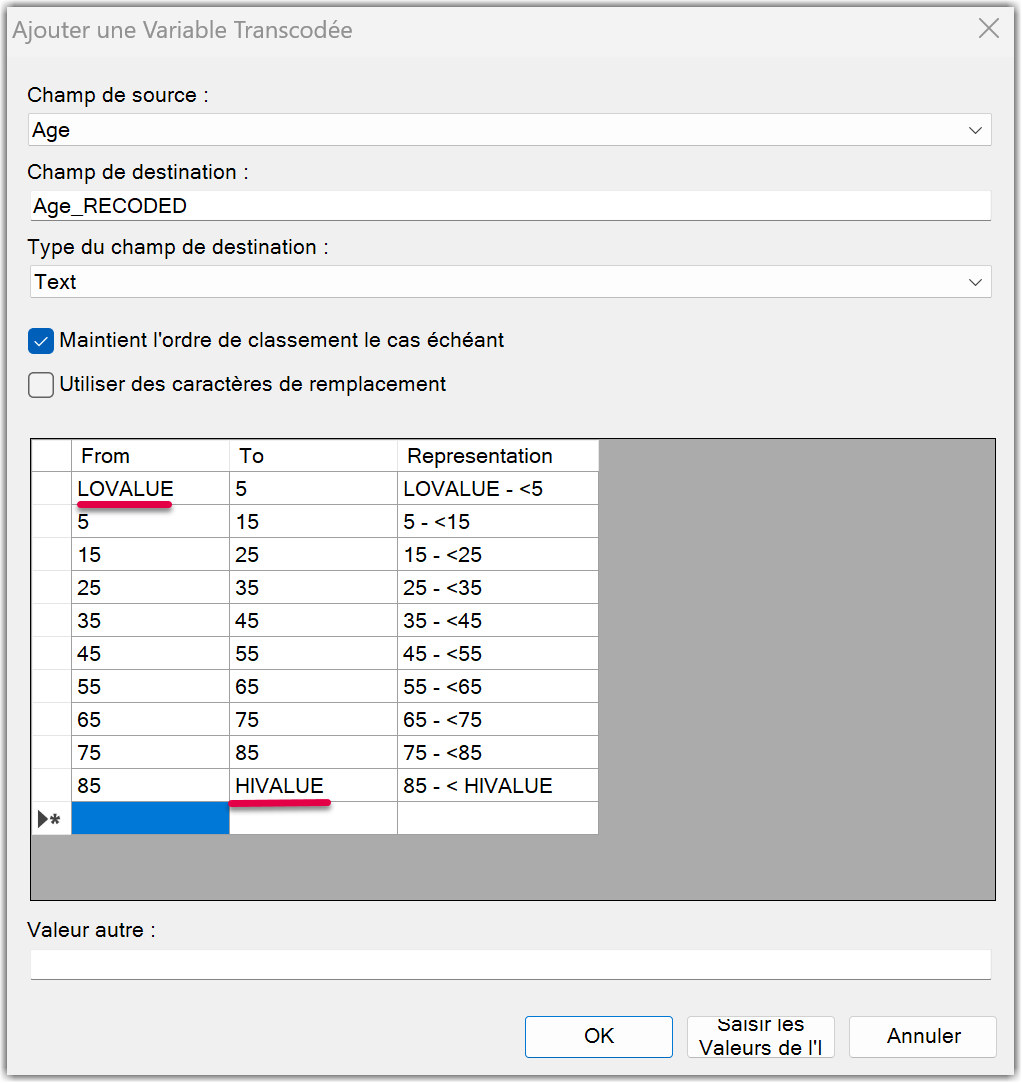 Ajouter une Variable Transcodée
Champ de source :
Age
Champ de destination :
Age_RECODED
Type du champ de destination :
Text
Maintient l'ordre de classement le cas échéant
Utiliser des caractères de remplacement
From To Representation
LOVALUE 5 LOVALUE - <5
5 15 5 - <15
15 25 15 - <25
25 35 25 - <35
35 45 35 - <45
45 55 45 - <55
55 65 55 - <65
65 75 65 - <75
75 85 75 - <85
85 HIVALUE 85 - < HIVALUE
Valeur autre :
OK
Saisir les
Valeurs de l'I
Annuler